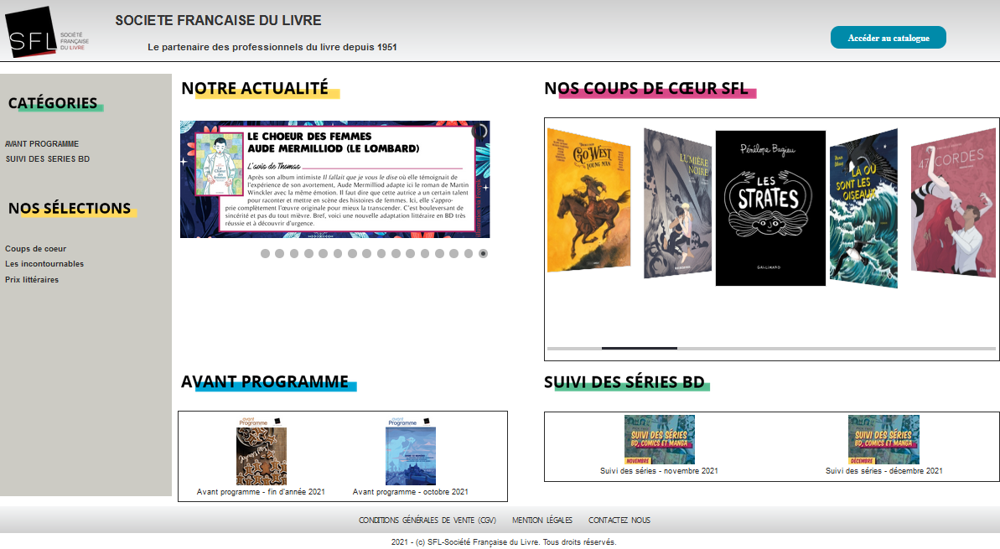 SFL
SOCIÉTÉ
FRANÇAISE
DU LIVRE
SOCIETE FRANCAISE DU LIVRE
Le partenaire des professionnels du livre depuis 1951
Accéder au catalogue
CATÉGORIES
AVANT PROGRAMME
SUIVI DES SERIES BD
NOS SÉLECTIONS
Coups de coeur
Les incontournables
Prix littéraires
NOTRE ACTUALITÉ
LE CHOEUR DES FEMMES
AUDE MERMILLIOD (LE LOMBARD)
L'avis de Thomas
Après son album intimiste Il fallait que je vous le dise où elle témoignait de
l'expérience de son avortement, Aude Mermilliod adapte ici le roman de Martin
Winckler avec la même émotion. Il faut dire que cette autrice a un certain talent
pour raconter et mettre en scène des histoires de femmes. Ici, elle s'appro-
prie complètement l'œuvre originale pour mieux la transcender. C'est bouleversant de
sincérité et pas du tout mièvre. Bref, voici une nouvelle adaptation littéraire en BD très
réussie et à découvrir d'urgence.
NOS COUPS DE CŒUR SFL
GO WEST
YOUNG MAN
LUMIÈRE
NOIRE
Pénélope Bagieu
LES
STRATES
GALLIMARD
LÀ OÙ
SONT LES
OISEAUX
47 CORDES
AVANT PROGRAMME
avant
Programme
Avant programme - fin d'année 2021
avant
Programme
Avant programme - octobre 2021
SUIVI DES SÉRIES BD
SUIVI DES SÉRIES
BD, COMICS ET MANGA
NOVEMBRE
Suivi des séries - novembre 2021
SUIVI DES SÉRIES
BD, COMICS ET MANGA
DÉCEMBRE
Suivi des séries - décembre 2021
CONDITIONS GÉNÉRALES DE VENTE (CGV) MENTION LÉGALES CONTACTEZ NOUS
2021 - (c) SFL-Société Française du Livre. Tous droits réservés.